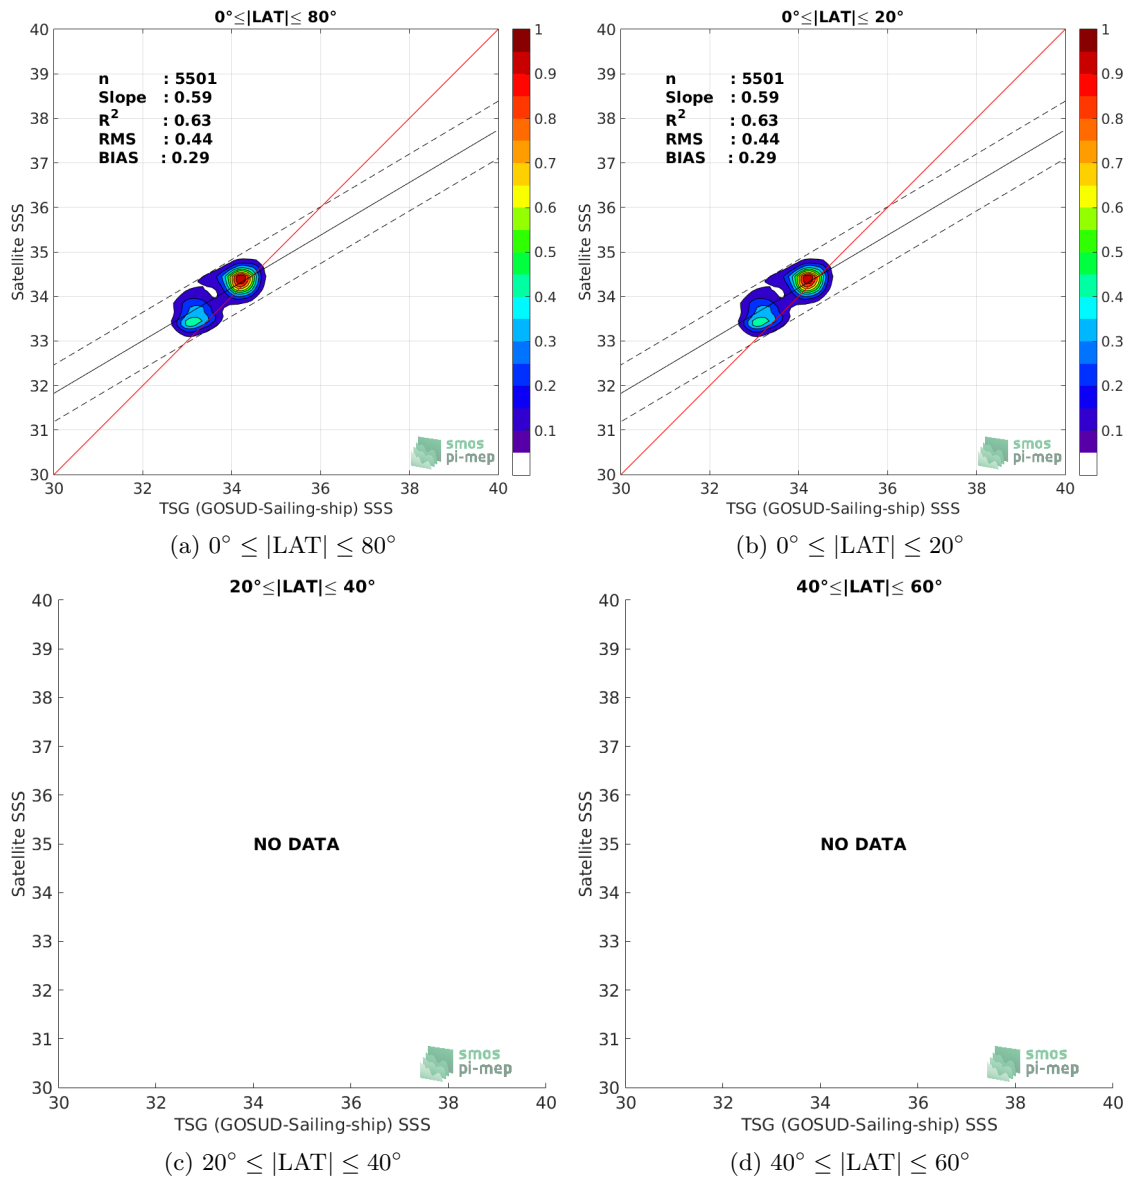 0°≤|LAT|≤ 80°
40
39
38
37
36
35
34
33
32
31
30
Satellite SSS
n : 5501
Slope : 0.59
R² : 0.63
RMS : 0.44
BIAS : 0.29
1
0.9
0.8
0.7
0.6
0.5
0.4
0.3
0.2
0.1
smos
pi-mep
30 32 34 36 38 40
TSG (GOSUD-Sailing-ship) SSS
(a) 0° ≤ |LAT| ≤ 80°
0°≤|LAT|≤ 20°
40
39
38
37
36
35
34
33
32
31
30
Satellite SSS
n : 5501
Slope : 0.59
R² : 0.63
RMS : 0.44
BIAS : 0.29
1
0.9
0.8
0.7
0.6
0.5
0.4
0.3
0.2
0.1
smos
pi-mep
30 32 34 36 38 40
TSG (GOSUD-Sailing-ship) SSS
(b) 0° ≤ |LAT| ≤ 20°
20°≤|LAT|≤ 40°
40
39
38
37
36
35
34
33
32
31
30
Satellite SSS
NO DATA
smos
pi-mep
30 32 34 36 38 40
TSG (GOSUD-Sailing-ship) SSS
(c) 20° ≤ |LAT| ≤ 40°
40°≤|LAT|≤ 60°
40
39
38
37
36
35
34
33
32
31
30
Satellite SSS
NO DATA
smos
pi-mep
30 32 34 36 38 40
TSG (GOSUD-Sailing-ship) SSS
(d) 40° ≤ |LAT| ≤ 60°